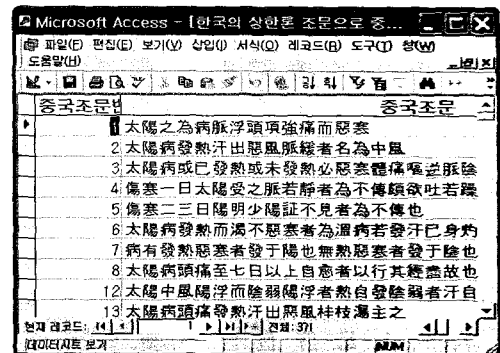 Microsoft Access - [한국의 상한론 조문으로 중...
파일(F) 편집(E) 보기(V) 삽입(I) 서식(O) 레코드(R) 도구(T) 창(W)
도움말(H)
중국조문번 중국조문
1 太陽之為病脈浮頭項強痛而惡寒
2 太陽病發熱汗出惡風脈緩者名為中風
3 太陽病或已發熱或未發熱必惡寒體痛嘔逆脈陰
4 傷寒一日太陽受之脈若靜者為不傳頗欲吐若躁
5 傷寒二三日陽明少陽証不見者為不傳也
6 太陽病發熱而渴不惡寒者為溫病若發汗已身灼
7 病有發熱惡寒者發于陽也無熱惡寒者發于陰也
8 太陽病頭痛至七日以上自愈者以行其經盡故也
12 太陽中風陽浮而陰弱陽浮者熱自發陰弱者汗自
13 太陽病頭痛發熱汗出惡風桂枝湯主之
현재 레코드: 1 전체: 371
데이터시트 보기 NUM